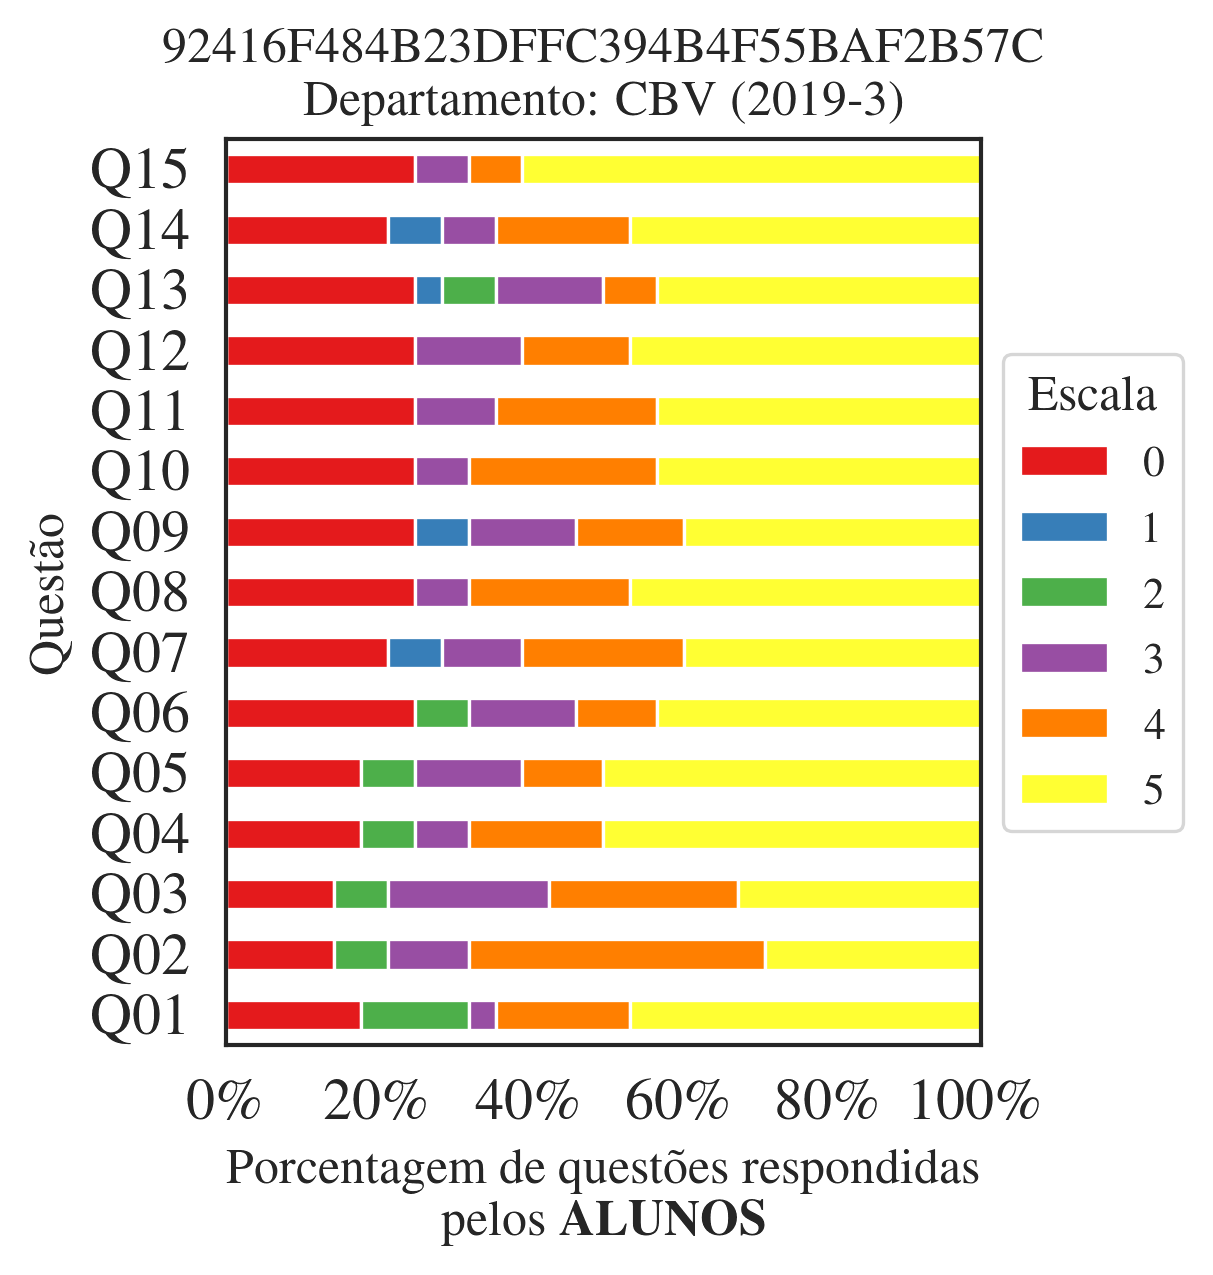 92416F484B23DFFC394B4F55BAF2B57C
Departamento: CBV (2019-3)
Q15
Q14
Q13
Q12
Q11
Q10
Q09
Q08
Q07
Q06
Q05
Q04
Q03
Q02
Q01
Questão
0% 20% 40% 60% 80% 100%
Porcentagem de questões respondidas
pelos ALUNOS
Escala
0
1
2
3
4
5